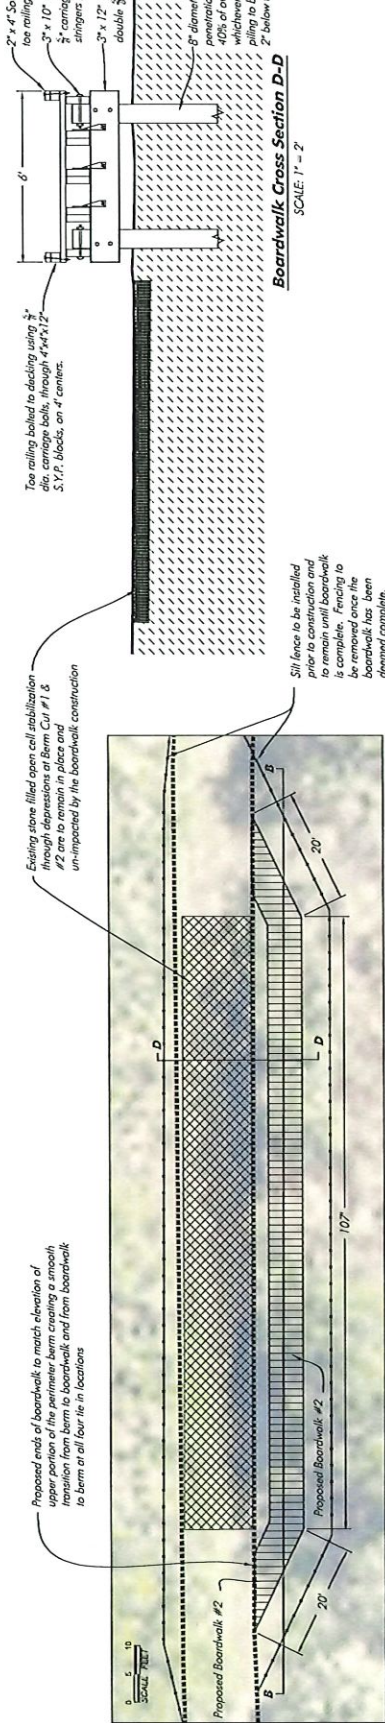 Proposed ends of boardwalk to match elevation of
upper portion of the perimeter berm creating a smooth
transition from berm to boardwalk and from boardwalk
to berm at all four tie in locations
Existing stone filled open cell stabilization
through depressions at Berm Cut #1 &
#2 are to remain in place and
un-impacted by the boardwalk construction
Silt fence to be installed
prior to construction and
to remain until boardwalk
is complete. Fencing to
be removed once the
boardwalk has been
deemed complete.
0 5 10
SCALE FEET
Proposed Boardwalk #2
Proposed Boardwalk #2
20'
107'
20'
B
B
D
D
Toe railing bolted to decking using 5/8"
dia. carriage bolts, through 4"x4"x12"
S.Y.P. blocks, on 4' centers.
6'
2" x 4" So
toe railing
3" x 10"
5/8" carriag
stringers
3" x 12"
double
8" diamet
penetratio
40% of o
whichever
piling to b
2" below
Boardwalk Cross Section D-D
SCALE: 1" = 2'